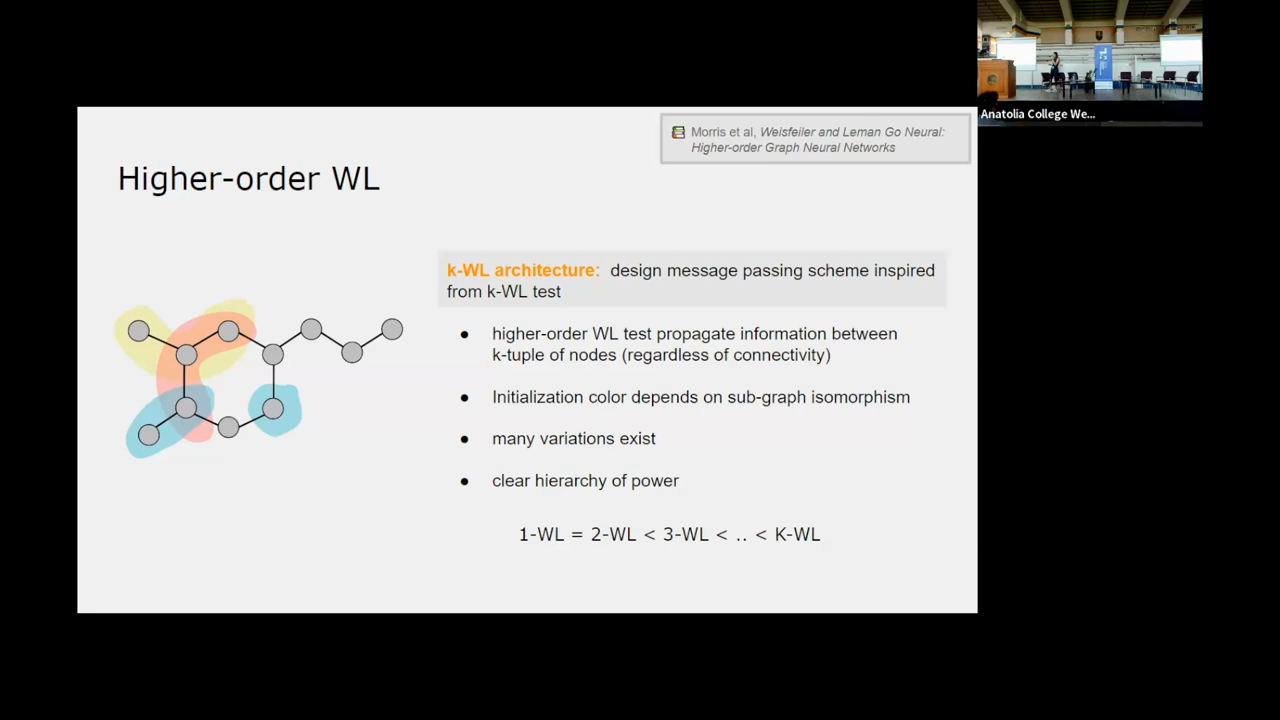 Anatolia College We...
Morris et al, Weisfeiler and Leman Go Neural:
Higher-order Graph Neural Networks
Higher-order WL
k-WL architecture: design message passing scheme inspired
from k-WL test
● higher-order WL test propagate information between
k-tuple of nodes (regardless of connectivity)
● Initialization color depends on sub-graph isomorphism
● many variations exist
● clear hierarchy of power
1-WL = 2-WL < 3-WL < .. < K-WL